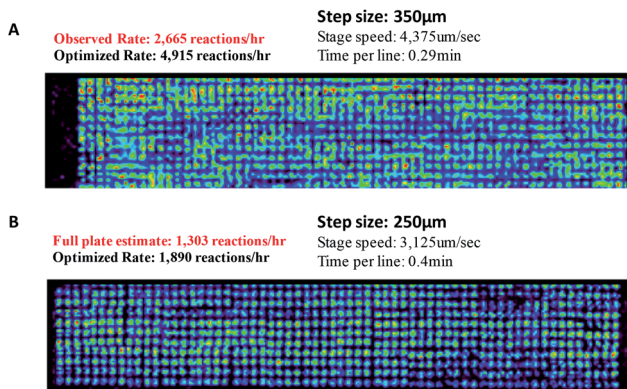 A
Observed Rate: 2,665 reactions/hr
Optimized Rate: 4,915 reactions/hr
Step size: 350µm
Stage speed: 4,375um/sec
Time per line: 0.29min
B
Full plate estimate: 1,303 reactions/hr
Optimized Rate: 1,890 reactions/hr
Step size: 250µm
Stage speed: 3,125um/sec
Time per line: 0.4min